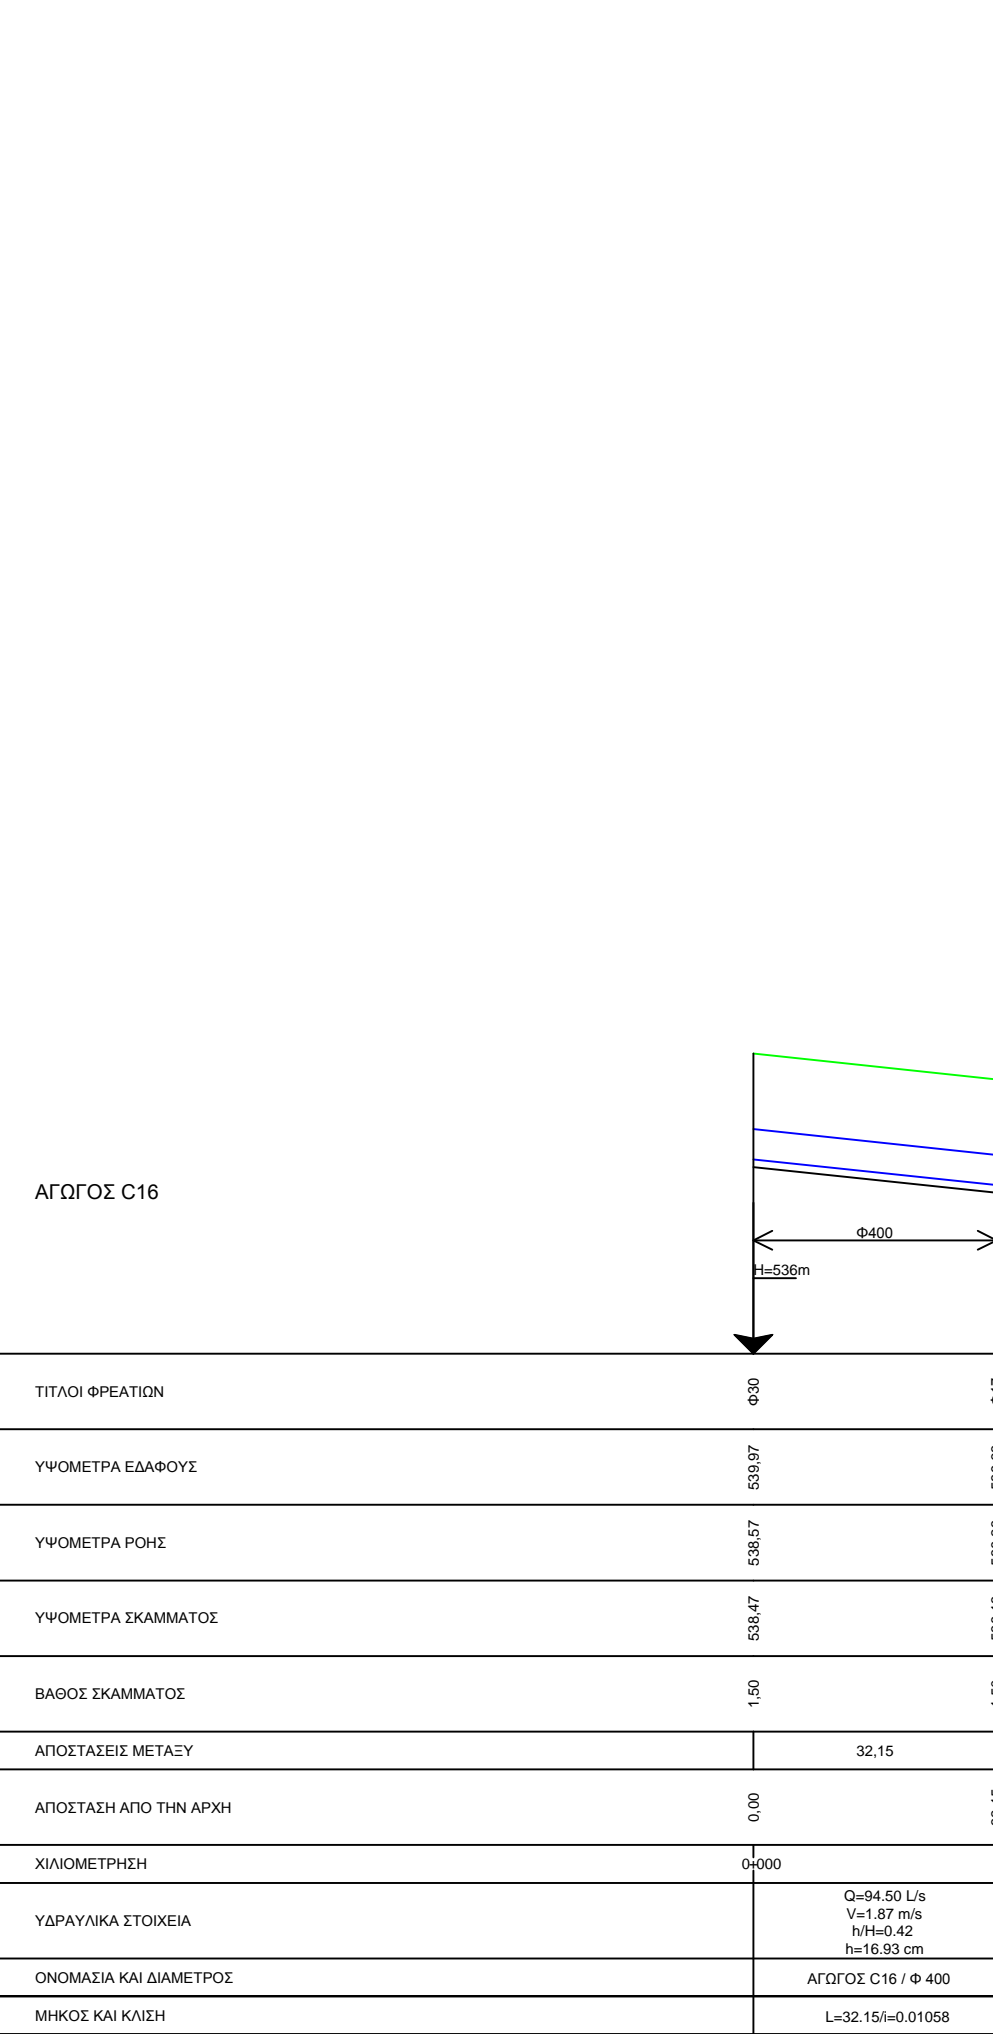 ΑΓΩΓΟΣ C16
Φ400
H=536m
ΤΙΤΛΟΙ ΦΡΕΑΤΙΩΝ Φ30
ΥΨΟΜΕΤΡΑ ΕΔΑΦΟΥΣ 539,97
ΥΨΟΜΕΤΡΑ ΡΟΗΣ 538,57
ΥΨΟΜΕΤΡΑ ΣΚΑΜΜΑΤΟΣ 538,47
ΒΑΘΟΣ ΣΚΑΜΜΑΤΟΣ 1,50
ΑΠΟΣΤΑΣΕΙΣ ΜΕΤΑΞΥ 32,15
ΑΠΟΣΤΑΣΗ ΑΠΟ ΤΗΝ ΑΡΧΗ 0,00
ΧΙΛΙΟΜΕΤΡΗΣΗ 0+000
ΥΔΡΑΥΛΙΚΑ ΣΤΟΙΧΕΙΑ
Q=94.50 L/s
V=1.87 m/s
h/H=0.42
h=16.93 cm
ΟΝΟΜΑΣΙΑ ΚΑΙ ΔΙΑΜΕΤΡΟΣ ΑΓΩΓΟΣ C16 / Φ 400
ΜΗΚΟΣ ΚΑΙ ΚΛΙΣΗ L=32.15/i=0.01058